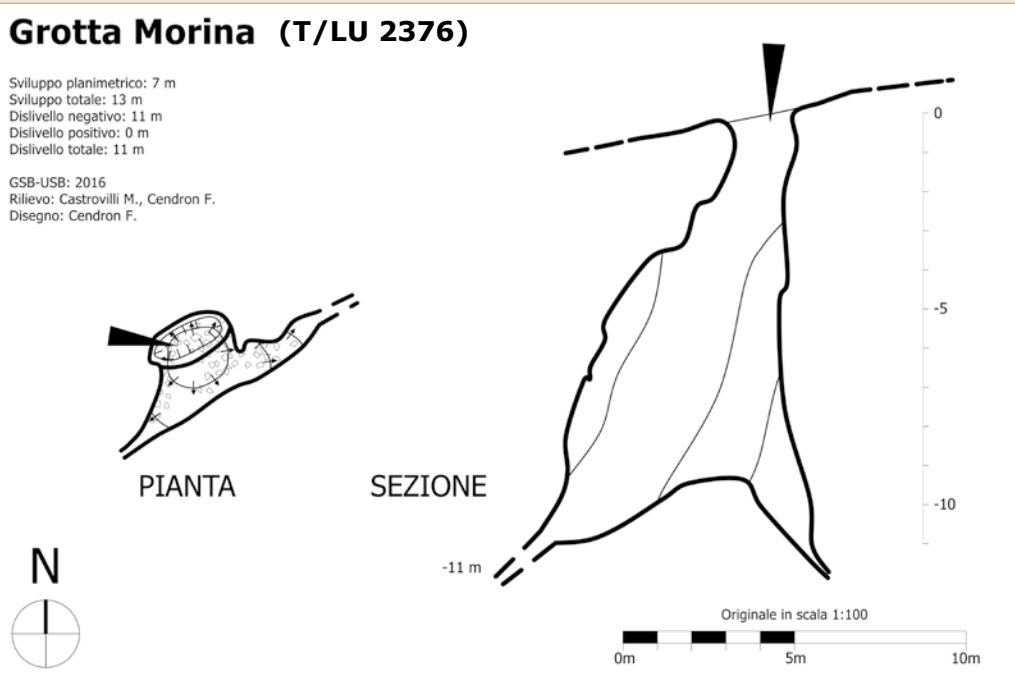 Grotta Morina (T/LU 2376)
Sviluppo planimetrico: 7 m
Sviluppo totale: 13 m
Dislivello negativo: 11 m
Dislivello positivo: 0 m
Dislivello totale: 11 m
GSB-USB: 2016
Rilievo: Castrovilli M., Cendron F.
Disegno: Cendron F.
0
-5
PIANTA
SEZIONE
-10
N
-11 m
Originale in scala 1:100
0m 5m 10m